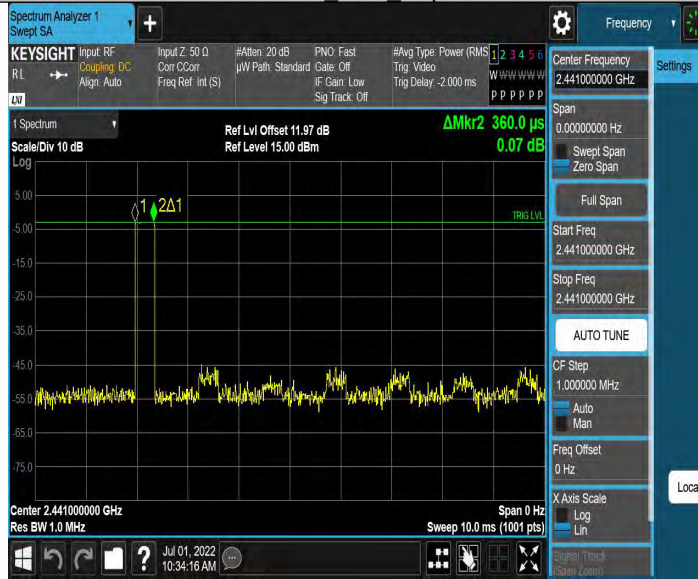 Spectrum Analyzer 1
Swept SA
Frequency
KEYSIGHT
RL
LXI
Input: RF
Coupling: DC
Align: Auto
Input Z: 50 Ω
Corr CCorr
Freq Ref: Int (S)
#Atten: 20 dB
µW Path: Standard
PNO: Fast
Gate: Off
IF Gain: Low
Sig Track: Off
#Avg Type: Power (RMS
Trig: Video
Trig Delay: -2.000 ms
1 2 3 4 5 6
W W W W W W
P P P P P P
Center Frequency
2.441000000 GHz
Settings
Span
0.00000000 Hz
Swept Span
Zero Span
Full Span
Start Freq
2.441000000 GHz
Stop Freq
2.441000000 GHz
AUTO TUNE
CF Step
1.000000 MHz
Auto
Man
Freq Offset
0 Hz
X Axis Scale
Log
Lin
Signal Track
(Span Zoom)
Loca
1 Spectrum
Scale/Div 10 dB
Log
Ref Lvl Offset 11.97 dB
Ref Level 15.00 dBm
ΔMkr2 360.0 µs
0.07 dB
1
2Δ1
TRIG LVL
5.00
-5.00
-15.0
-25.0
-35.0
-45.0
-55.0
-65.0
-75.0
Center 2.441000000 GHz
Res BW 1.0 MHz
Span 0 Hz
Sweep 10.0 ms (1001 pts)
?
Jul 01, 2022
10:34:16 AM